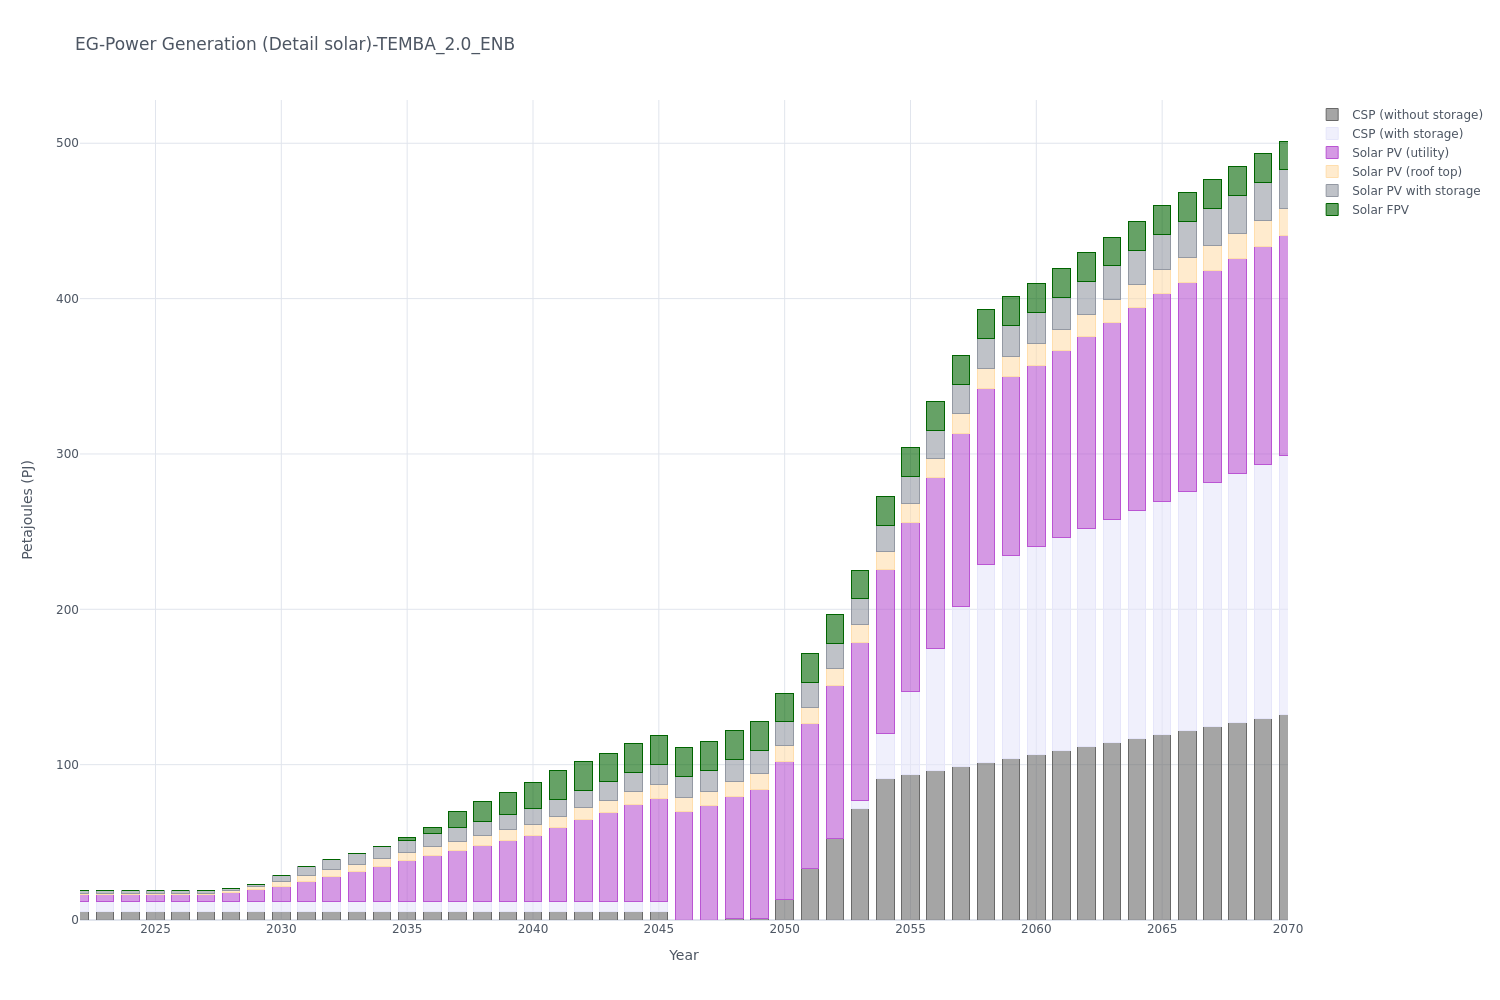 EG-Power Generation (Detail solar)-TEMBA_2.0_ENB
CSP (without storage)
CSP (with storage)
Solar PV (utility)
Solar PV (roof top)
Solar PV with storage
Solar FPV
500
400
300
200
100
0
Petajoules (PJ)
2025 2030 2035 2040 2045 2050 2055 2060 2065 2070
Year